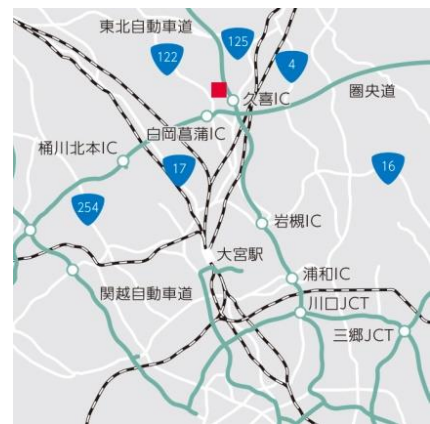 東北自動車道
125
122
4
久喜IC
圏央道
白岡菖蒲IC
桶川北本IC
17
16
254
岩槻IC
大宮駅
浦和IC
関越自動車道
川口JCT
三郷JCT